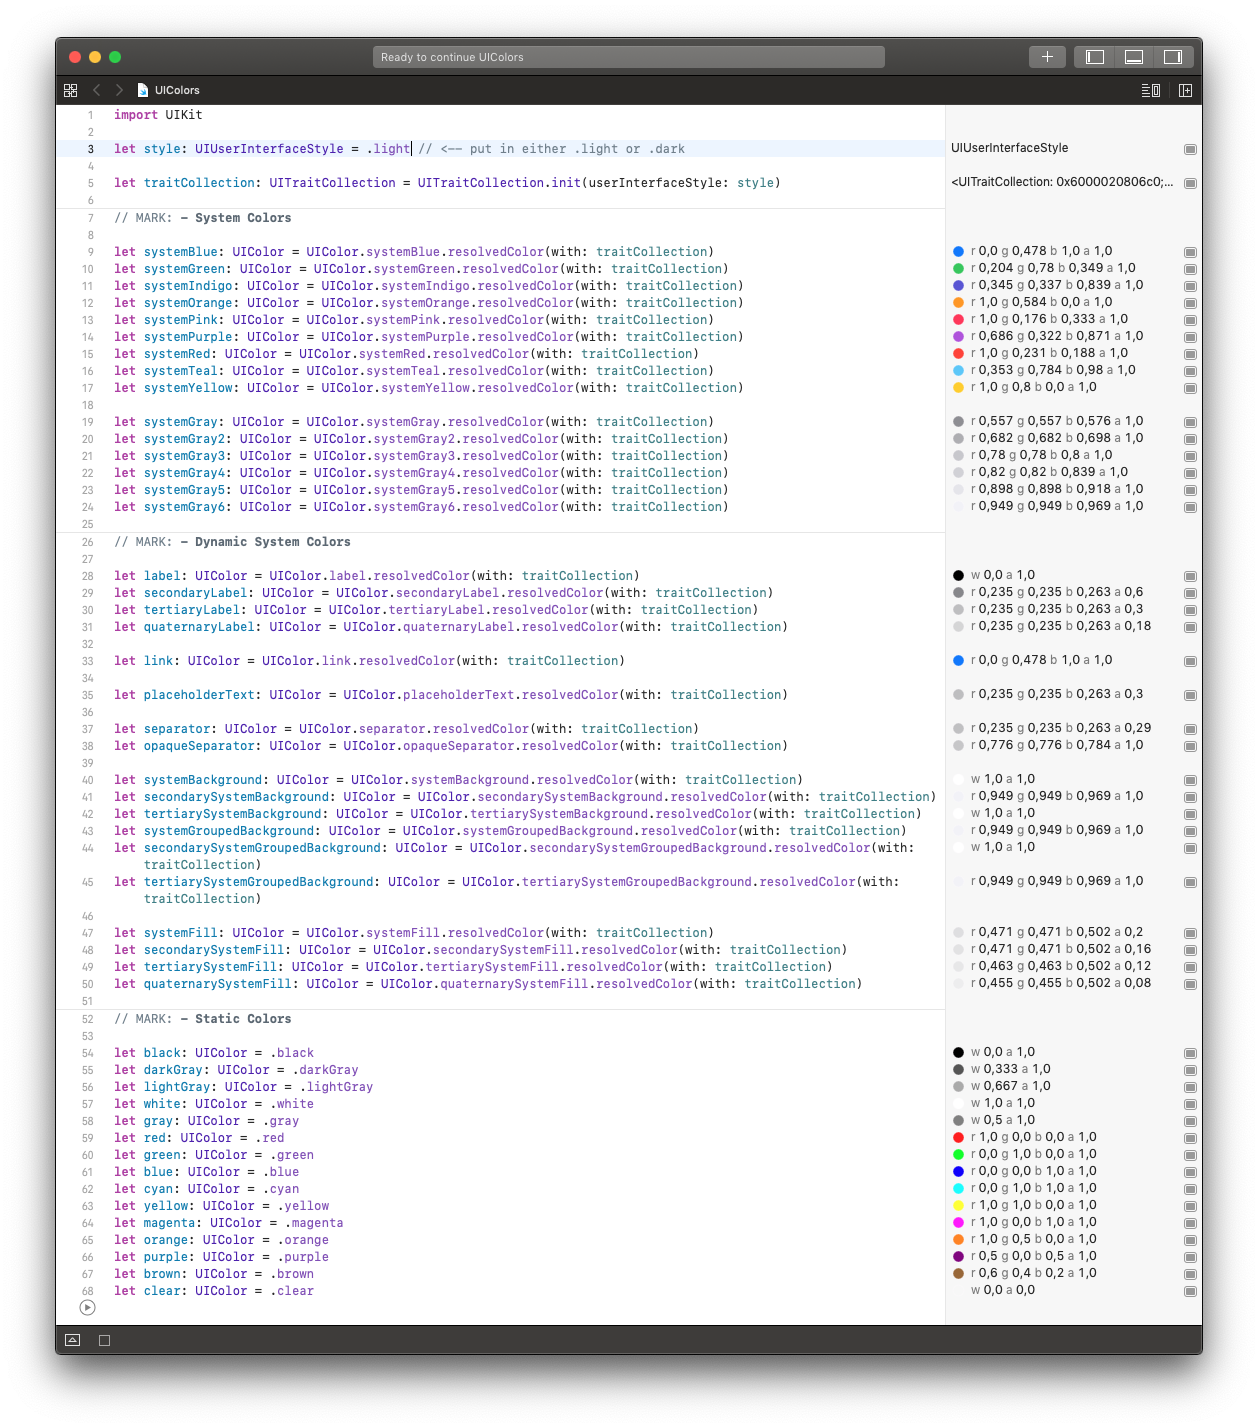 Ready to continue UIColors
UIColors
1 import UIKit
2
3 let style: UIUserInterfaceStyle = .light // <-- put in either .light or .dark UIUserInterfaceStyle
4
5 let traitCollection: UITraitCollection = UITraitCollection.init(userInterfaceStyle: style) <UITraitCollection: 0x6000020806c0;...
6
7 // MARK: - System Colors
8
9 let systemBlue: UIColor = UIColor.systemBlue.resolvedColor(with: traitCollection) r 0,0 g 0,478 b 1,0 a 1,0
10 let systemGreen: UIColor = UIColor.systemGreen.resolvedColor(with: traitCollection) r 0,204 g 0,78 b 0,349 a 1,0
11 let systemIndigo: UIColor = UIColor.systemIndigo.resolvedColor(with: traitCollection) r 0,345 g 0,337 b 0,839 a 1,0
12 let systemOrange: UIColor = UIColor.systemOrange.resolvedColor(with: traitCollection) r 1,0 g 0,584 b 0,0 a 1,0
13 let systemPink: UIColor = UIColor.systemPink.resolvedColor(with: traitCollection) r 1,0 g 0,176 b 0,333 a 1,0
14 let systemPurple: UIColor = UIColor.systemPurple.resolvedColor(with: traitCollection) r 0,686 g 0,322 b 0,871 a 1,0
15 let systemRed: UIColor = UIColor.systemRed.resolvedColor(with: traitCollection) r 1,0 g 0,231 b 0,188 a 1,0
16 let systemTeal: UIColor = UIColor.systemTeal.resolvedColor(with: traitCollection) r 0,353 g 0,784 b 0,98 a 1,0
17 let systemYellow: UIColor = UIColor.systemYellow.resolvedColor(with: traitCollection) r 1,0 g 0,8 b 0,0 a 1,0
18
19 let systemGray: UIColor = UIColor.systemGray.resolvedColor(with: traitCollection) r 0,557 g 0,557 b 0,576 a 1,0
20 let systemGray2: UIColor = UIColor.systemGray2.resolvedColor(with: traitCollection) r 0,682 g 0,682 b 0,698 a 1,0
21 let systemGray3: UIColor = UIColor.systemGray3.resolvedColor(with: traitCollection) r 0,78 g 0,78 b 0,8 a 1,0
22 let systemGray4: UIColor = UIColor.systemGray4.resolvedColor(with: traitCollection) r 0,82 g 0,82 b 0,839 a 1,0
23 let systemGray5: UIColor = UIColor.systemGray5.resolvedColor(with: traitCollection) r 0,898 g 0,898 b 0,918 a 1,0
24 let systemGray6: UIColor = UIColor.systemGray6.resolvedColor(with: traitCollection) r 0,949 g 0,949 b 0,969 a 1,0
25
26 // MARK: - Dynamic System Colors
27
28 let label: UIColor = UIColor.label.resolvedColor(with: traitCollection) w 0,0 a 1,0
29 let secondaryLabel: UIColor = UIColor.secondaryLabel.resolvedColor(with: traitCollection) r 0,235 g 0,235 b 0,263 a 0,6
30 let tertiaryLabel: UIColor = UIColor.tertiaryLabel.resolvedColor(with: traitCollection) r 0,235 g 0,235 b 0,263 a 0,3
31 let quaternaryLabel: UIColor = UIColor.quaternaryLabel.resolvedColor(with: traitCollection) r 0,235 g 0,235 b 0,263 a 0,18
32
33 let link: UIColor = UIColor.link.resolvedColor(with: traitCollection) r 0,0 g 0,478 b 1,0 a 1,0
34
35 let placeholderText: UIColor = UIColor.placeholderText.resolvedColor(with: traitCollection) r 0,235 g 0,235 b 0,263 a 0,3
36
37 let separator: UIColor = UIColor.separator.resolvedColor(with: traitCollection) r 0,235 g 0,235 b 0,263 a 0,29
38 let opaqueSeparator: UIColor = UIColor.opaqueSeparator.resolvedColor(with: traitCollection) r 0,776 g 0,776 b 0,784 a 1,0
39
40 let systemBackground: UIColor = UIColor.systemBackground.resolvedColor(with: traitCollection) w 1,0 a 1,0
41 let secondarySystemBackground: UIColor = UIColor.secondarySystemBackground.resolvedColor(with: traitCollection) r 0,949 g 0,949 b 0,969 a 1,0
42 let tertiarySystemBackground: UIColor = UIColor.tertiarySystemBackground.resolvedColor(with: traitCollection) w 1,0 a 1,0
43 let systemGroupedBackground: UIColor = UIColor.systemGroupedBackground.resolvedColor(with: traitCollection) r 0,949 g 0,949 b 0,969 a 1,0
44 let secondarySystemGroupedBackground: UIColor = UIColor.secondarySystemGroupedBackground.resolvedColor(with: w 1,0 a 1,0
traitCollection)
45 let tertiarySystemGroupedBackground: UIColor = UIColor.tertiarySystemGroupedBackground.resolvedColor(with: r 0,949 g 0,949 b 0,969 a 1,0
traitCollection)
46
47 let systemFill: UIColor = UIColor.systemFill.resolvedColor(with: traitCollection) r 0,471 g 0,471 b 0,502 a 0,2
48 let secondarySystemFill: UIColor = UIColor.secondarySystemFill.resolvedColor(with: traitCollection) r 0,471 g 0,471 b 0,502 a 0,16
49 let tertiarySystemFill: UIColor = UIColor.tertiarySystemFill.resolvedColor(with: traitCollection) r 0,463 g 0,463 b 0,502 a 0,12
50 let quaternarySystemFill: UIColor = UIColor.quaternarySystemFill.resolvedColor(with: traitCollection) r 0,455 g 0,455 b 0,502 a 0,08
51
52 // MARK: - Static Colors
53
54 let black: UIColor = .black w 0,0 a 1,0
55 let darkGray: UIColor = .darkGray w 0,333 a 1,0
56 let lightGray: UIColor = .lightGray w 0,667 a 1,0
57 let white: UIColor = .white w 1,0 a 1,0
58 let gray: UIColor = .gray w 0,5 a 1,0
59 let red: UIColor = .red r 1,0 g 0,0 b 0,0 a 1,0
60 let green: UIColor = .green r 0,0 g 1,0 b 0,0 a 1,0
61 let blue: UIColor = .blue r 0,0 g 0,0 b 1,0 a 1,0
62 let cyan: UIColor = .cyan r 0,0 g 1,0 b 1,0 a 1,0
63 let yellow: UIColor = .yellow r 1,0 g 1,0 b 0,0 a 1,0
64 let magenta: UIColor = .magenta r 1,0 g 0,0 b 1,0 a 1,0
65 let orange: UIColor = .orange r 1,0 g 0,5 b 0,0 a 1,0
66 let purple: UIColor = .purple r 0,5 g 0,0 b 0,5 a 1,0
67 let brown: UIColor = .brown r 0,6 g 0,4 b 0,2 a 1,0
68 let clear: UIColor = .clear w 0,0 a 0,0